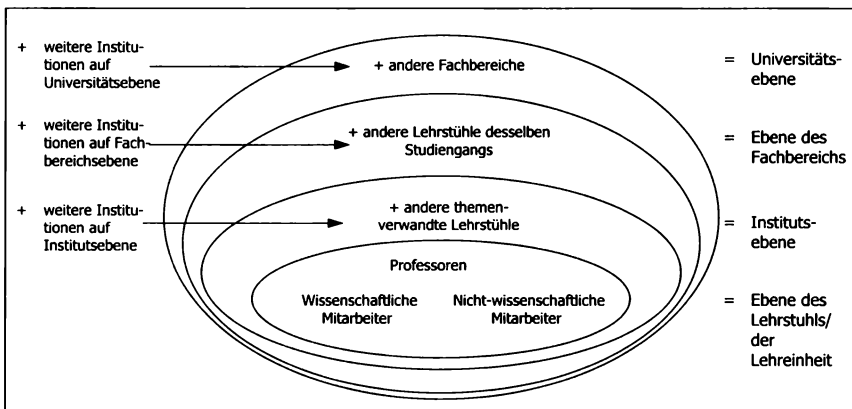 + weitere Institu-
tionen auf
Universitätsebene
+ andere Fachbereiche
= Universitäts-
ebene
+ weitere Institu-
tionen auf Fach-
bereichsebene
+ andere Lehrstühle desselben
Studiengangs
= Ebene des
Fachbereichs
+ weitere Institu-
tionen auf
Institutsebene
+ andere themen-
verwandte Lehrstühle
= Instituts-
ebene
Professoren
Wissenschaftliche
Mitarbeiter
Nicht-wissenschaftliche
Mitarbeiter
= Ebene des
Lehrstuhls/
der
Lehreinheit